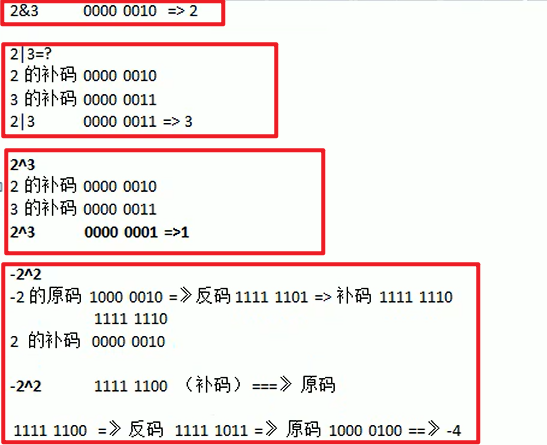 2&3 0000 0010 => 2
2|3=?
2 的补码 0000 0010
3 的补码 0000 0011
2|3 0000 0011 => 3
2^3
2 的补码 0000 0010
3 的补码 0000 0011
2^3 0000 0001 =>1
-2^2
-2 的原码 1000 0010 =》反码 1111 1101 => 补码 1111 1110
1111 1110
2 的补码 0000 0010
-2^2 1111 1100 （补码）===》 原码
1111 1100 =》 反码 1111 1011 =》 原码 1000 0100 ==》 -4